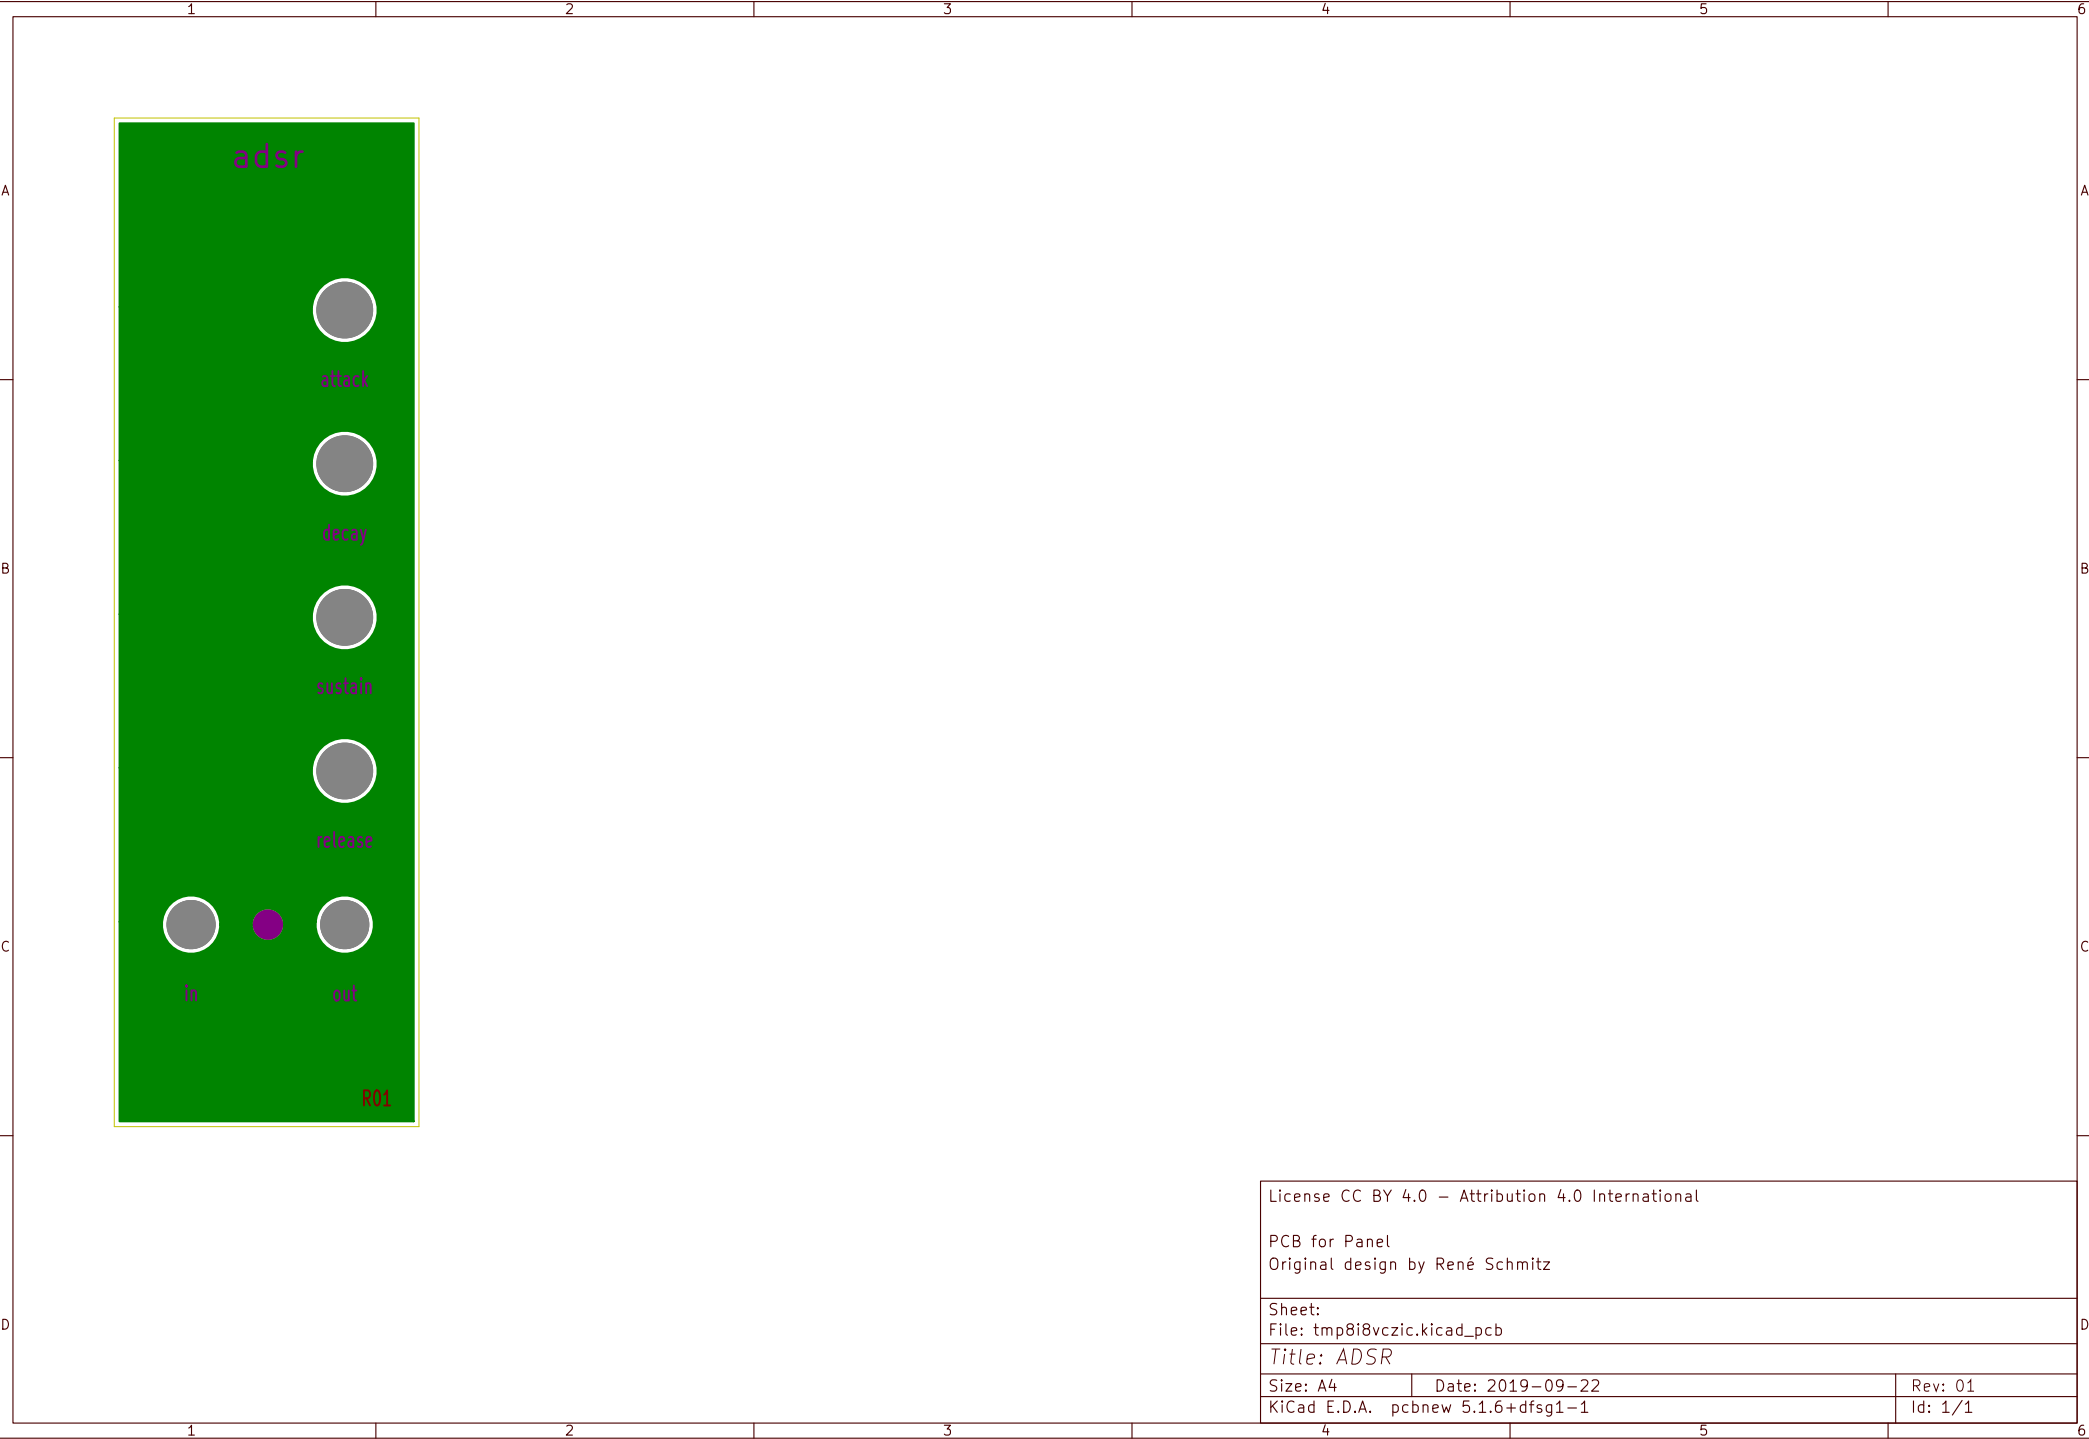 1 2 3 4 5 6
A A
adsr
attack
decay
B B
sustain
release
C C
in out
R01
License CC BY 4.0 – Attribution 4.0 International
PCB for Panel
Original design by René Schmitz
Sheet:
D D
File: tmp8i8vczic.kicad_pcb
Title: ADSR
Size: A4 Date: 2019-09-22 Rev: 01
KiCad E.D.A. pcbnew 5.1.6+dfsg1-1 Id: 1/1
1 2 3 4 5 6